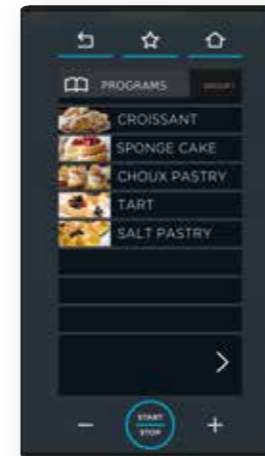 PROGRAMS
CROISSANT
SPONGE CAKE
CHOUX PASTRY
TART
SALT PASTRY
START
STOP